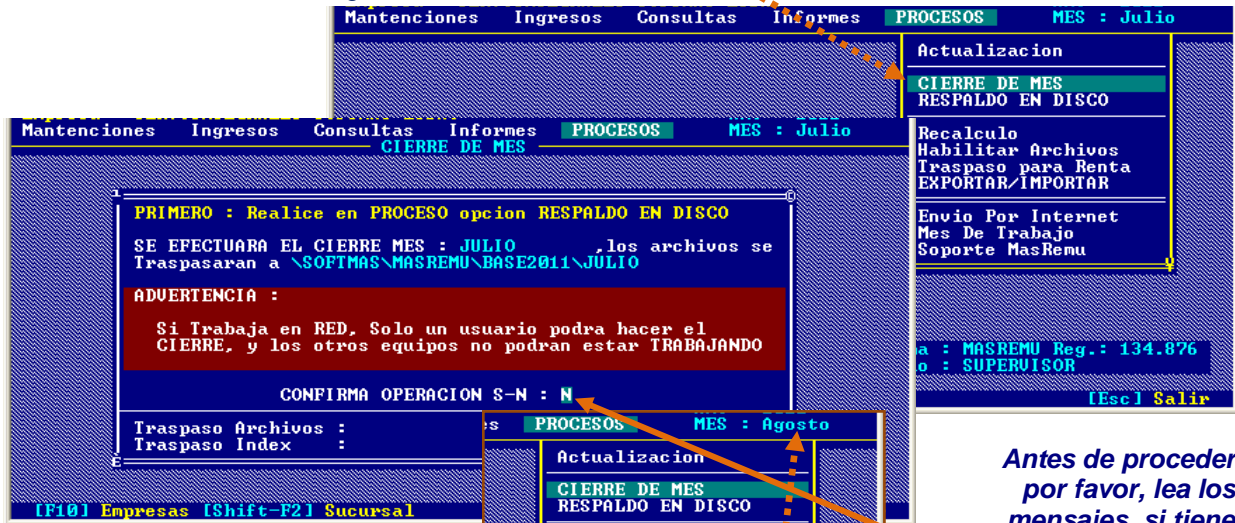 Mantenciones Ingresos Consultas Informes PROCESOS MES : Julio
Actualizacion
CIERRE DE MES
RESPALDO EN DISCO
Recalculo
Habilitar Archivos
Traspaso para Renta
EXPORTAR/IMPORTAR
Envio Por Internet
Mes De Trabajo
Soporte MasRemu
a : MASREMU Reg.: 134.876
o : SUPERVISOR
[Esc] Salir
Mantenciones Ingresos Consultas Informes PROCESOS MES : Julio
CIERRE DE MES
PRIMERO : Realice en PROCESO opcion RESPALDO EN DISCO
SE EFECTUARA EL CIERRE MES : JULIO ,los archivos se
Traspasaran a \SOFTMAS\MASREMU\BASE2011\JULIO
ADVERTENCIA :
Si Trabaja en RED, Solo un usuario podra hacer el
CIERRE, y los otros equipos no podran estar TRABAJANDO
CONFIRMA OPERACION S-N : N
Traspaso Archivos :
Traspaso Index :
[F10] Empresas [Shift-F2] Sucursal
s PROCESOS MES : Agosto
Actualizacion
CIERRE DE MES
RESPALDO EN DISCO
Antes de proceder
por favor, lea los
mensajes, si tiene